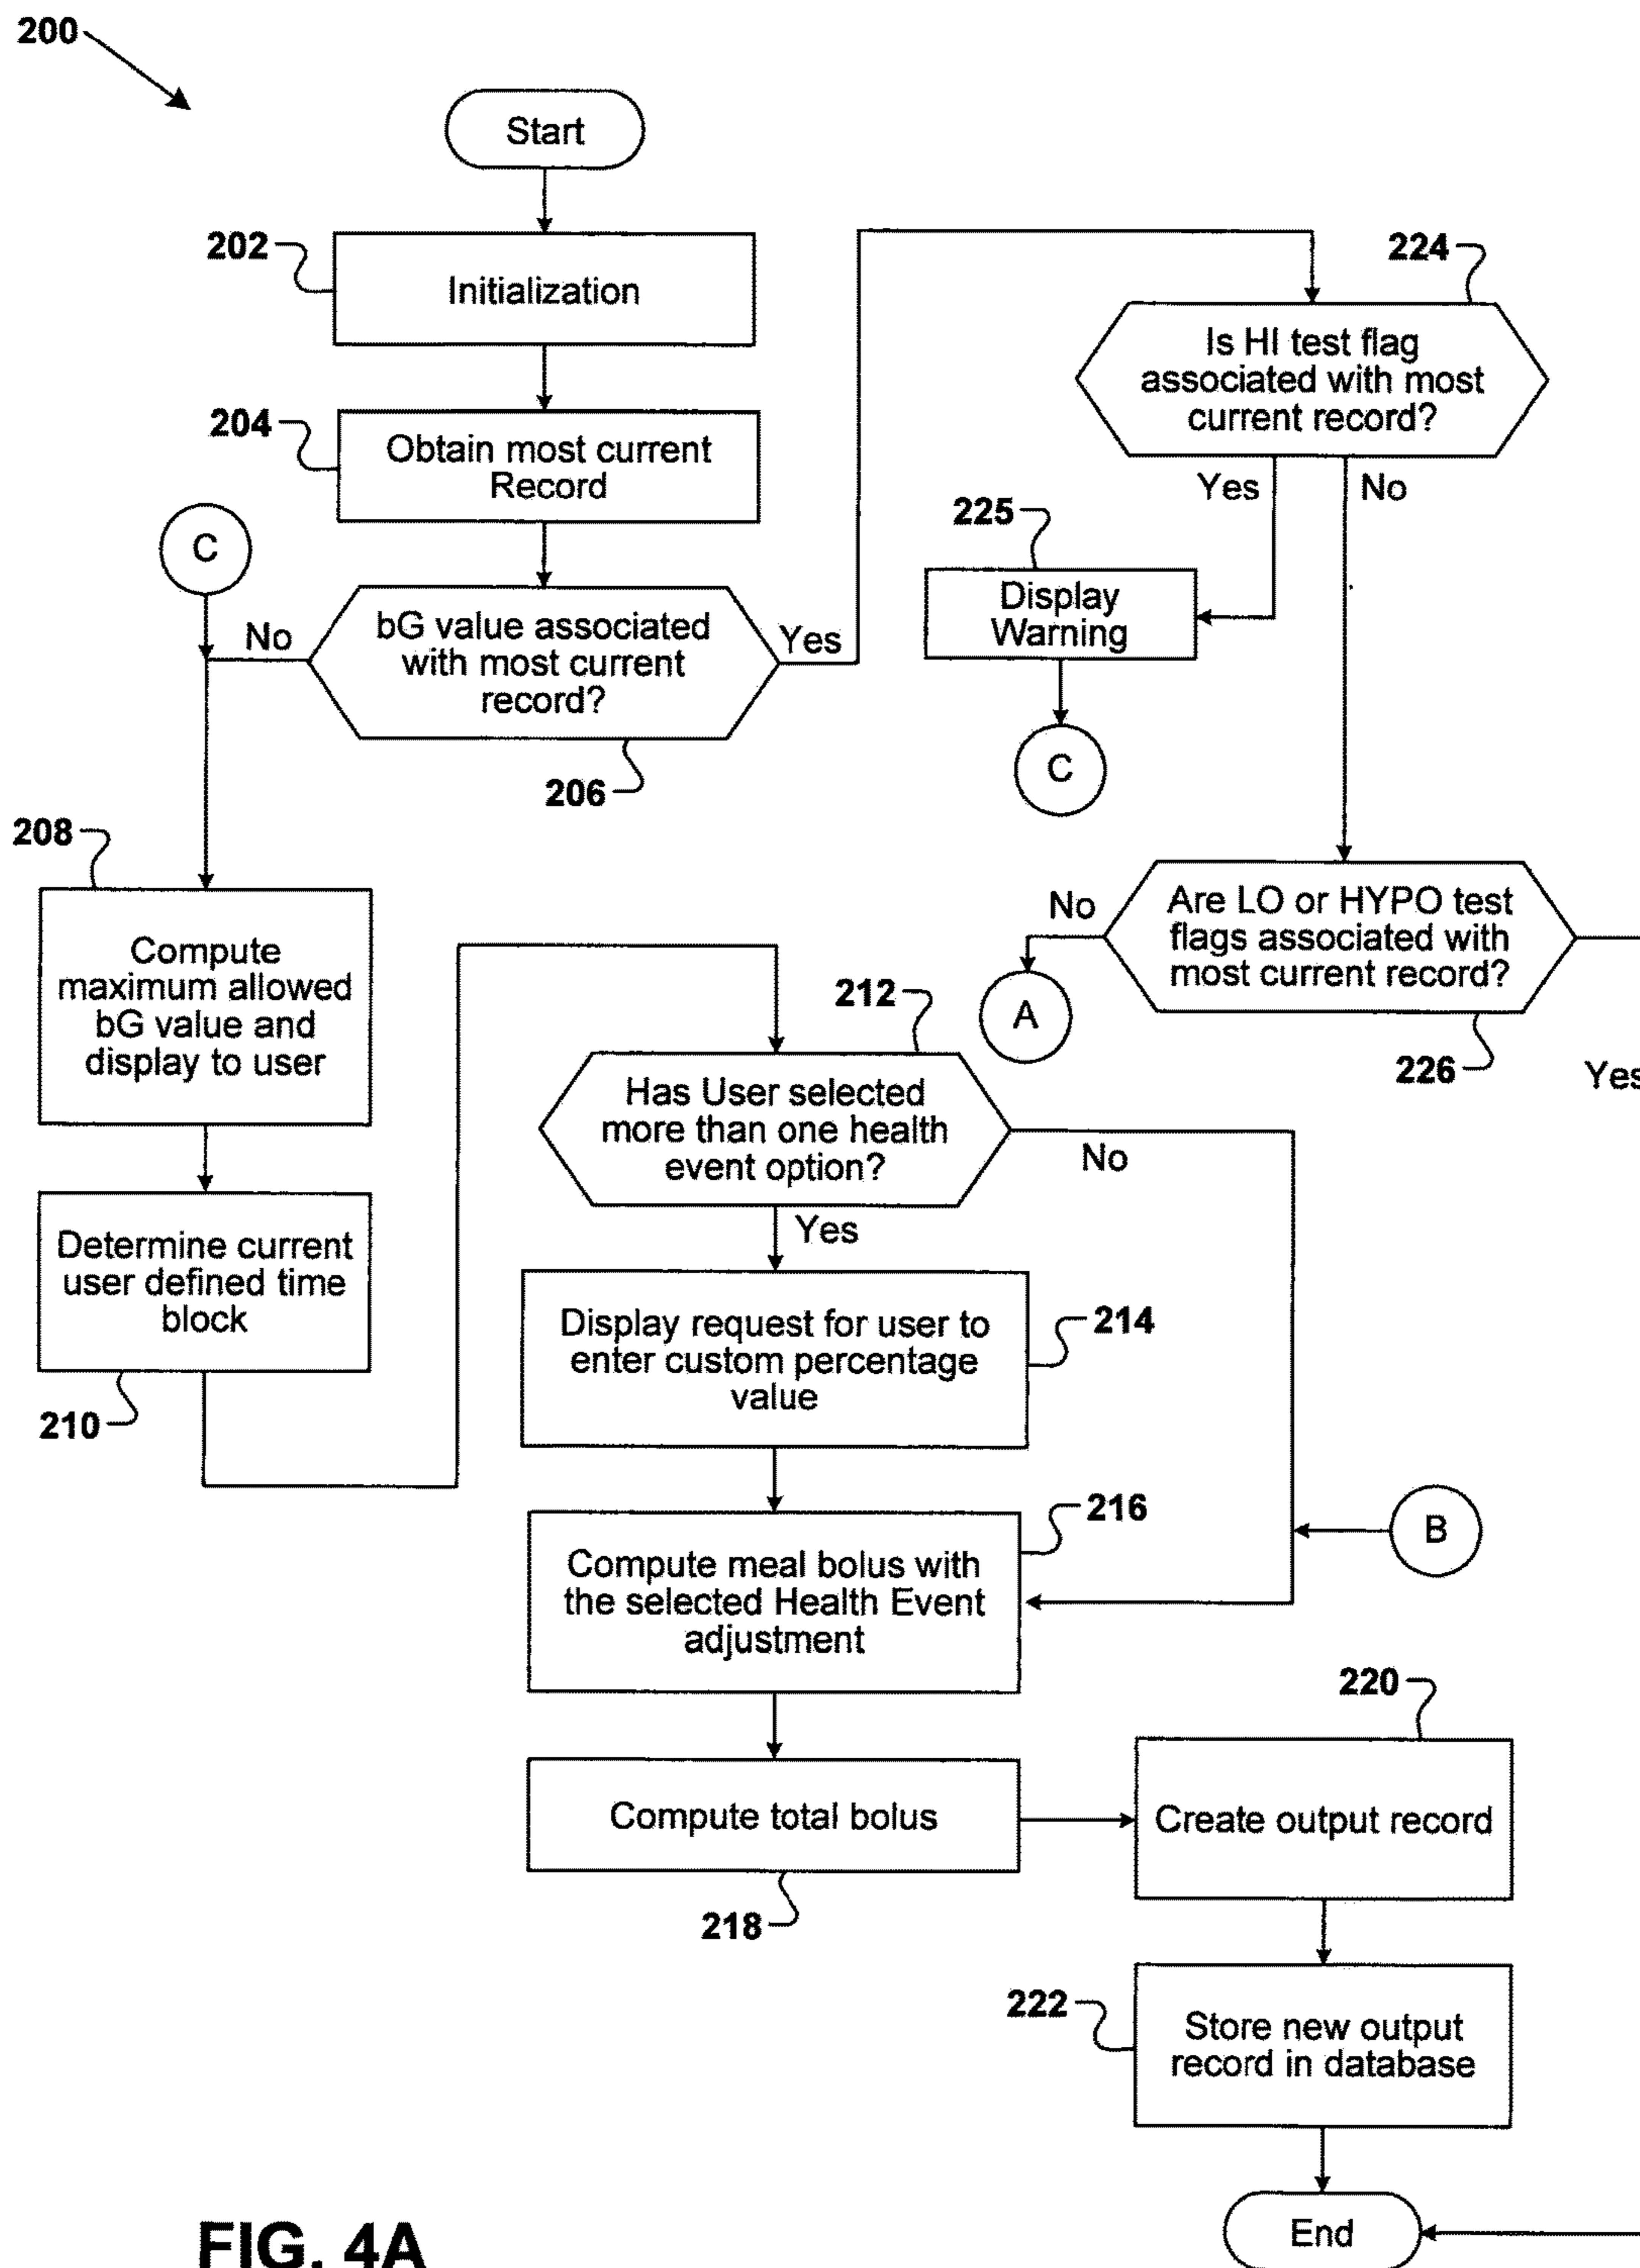 200
Start
202
Initialization
204
Obtain most current
Record
C
No
bG value associated
with most current
record?
Yes
206
224
Is HI test flag
associated with most
current record?
Yes
No
225
Display
Warning
C
208
Compute
maximum allowed
bG value and
display to user
No
Are LO or HYPO test
flags associated with
most current record?
A
226
Yes
212
Has User selected
more than one health
event option?
No
Yes
Determine current
user defined time
block
210
Display request for user to
enter custom percentage
value
214
216
Compute meal bolus with
the selected Health Event
adjustment
B
220
Compute total bolus
218
Create output record
222
Store new output
record in database
End
FIG. 4A